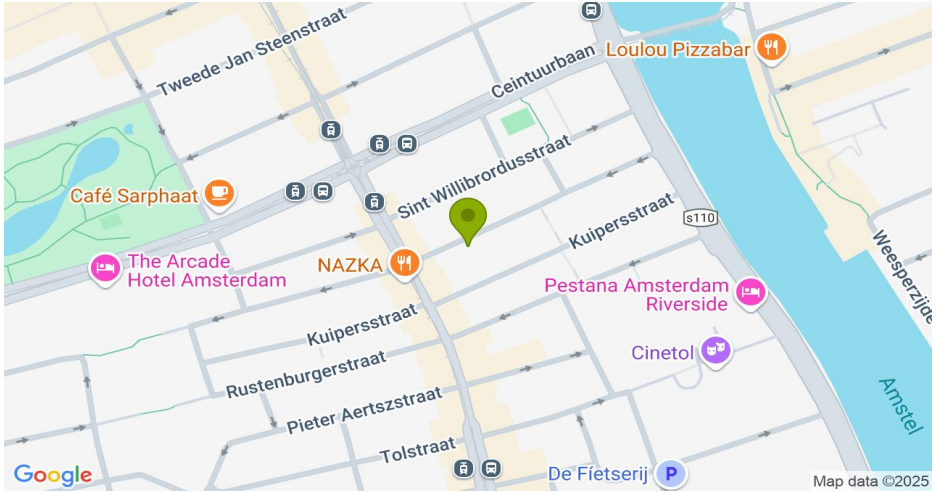 Tweede Jan Steenstraat
Ceintuurbaan
Loulou Pizzabar
Café Sarphaat
Sint Willibrordusstraat
Kuipersstraat
s110
Weesperzijde
The Arcade
Hotel Amsterdam
NAZKA
Pestana Amsterdam
Riverside
Kuipersstraat
Cinetol
Rustenburgerstraat
Pieter Aertszstraat
Amstel
Tolstraat
De Fíetserij
P
Google
Map data ©2025